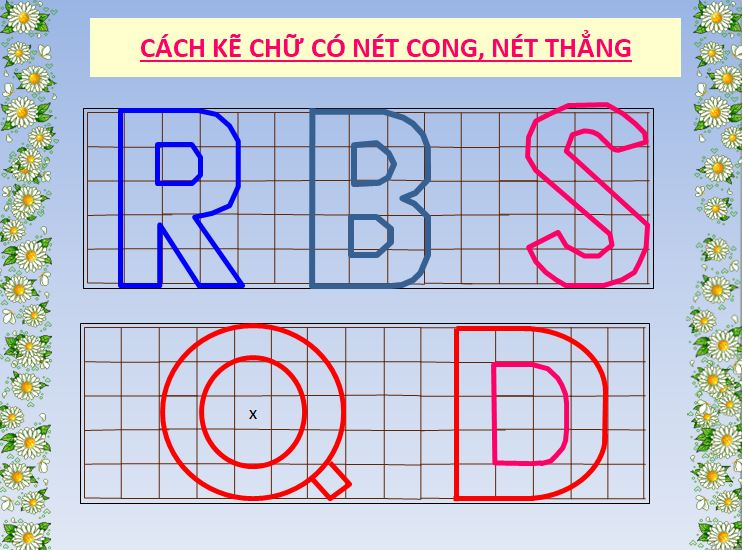 CÁCH KẼ CHỮ CÓ NÉT CONG, NÉT THẲNG
R B S
x
Q D